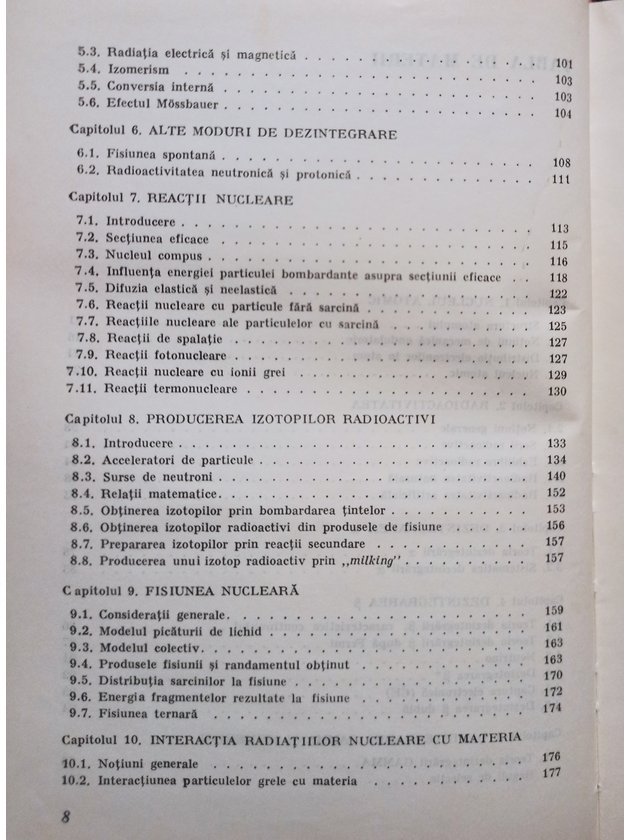 5.3. Radiația electrică și magnetică . . . . . . . . . . . . . . . . 101
5.4. Izomerism . . . . . . . . . . . . . . . . . . . . . . . 103
5.5. Conversia internă . . . . . . . . . . . . . . . . . . . . 103
5.6. Efectul Mössbauer . . . . . . . . . . . . . . . . . . . . 104
Capitolul 6. ALTE MODURI DE DEZINTEGRARE
6.1. Fisiunea spontană . . . . . . . . . . . . . . . . . . . . 108
6.2. Radioactivitatea neutronică și protonică . . . . . . . . . . . . 111
Capitolul 7. REACȚII NUCLEARE
7.1. Introducere . . . . . . . . . . . . . . . . . . . . . . 113
7.2. Secțiunea eficace . . . . . . . . . . . . . . . . . . . . 115
7.3. Nucleul compus . . . . . . . . . . . . . . . . . . . . . 116
7.4. Influența energiei particulei bombardante asupra secțiunii eficace . . 118
7.5. Difuzia elastică și neelastică . . . . . . . . . . . . . . . . 122
7.6. Reacții nucleare cu particule fără sarcină . . . . . . . . . . . 123
7.7. Reacțiile nucleare ale particulelor cu sarcină . . . . . . . . . . 125
7.8. Reacții de spalație . . . . . . . . . . . . . . . . . . . . 127
7.9. Reacții fotonucleare . . . . . . . . . . . . . . . . . . . 127
7.10. Reacții nucleare cu ionii grei . . . . . . . . . . . . . . . . 129
7.11. Reacții termonucleare . . . . . . . . . . . . . . . . . . . 130
Capitolul 8. PRODUCEREA IZOTOPILOR RADIOACTIVI
8.1. Introducere . . . . . . . . . . . . . . . . . . . . . . 133
8.2. Acceleratori de particule . . . . . . . . . . . . . . . . . . 134
8.3. Surse de neutroni . . . . . . . . . . . . . . . . . . . . 140
8.4. Relații matematice. . . . . . . . . . . . . . . . . . . . 152
8.5. Obținerea izotopilor prin bombardarea țintelor . . . . . . . . . 153
8.6. Obținerea izotopilor radioactivi din produsele de fisiune . . . . . 156
8.7. Prepararea izotopilor prin reacții secundare . . . . . . . . . . 157
8.8. Producerea unui izotop radioactiv prin „milking” . . . . . . . . 157
Capitolul 9. FISIUNEA NUCLEARĂ
9.1. Considerații generale. . . . . . . . . . . . . . . . . . . . 159
9.2. Modelul picăturii de lichid . . . . . . . . . . . . . . . . . 161
9.3. Modelul colectiv. . . . . . . . . . . . . . . . . . . . . 163
9.4. Produsele fisiunii și randamentul obținut . . . . . . . . . . . 163
9.5. Distribuția sarcinilor la fisiune . . . . . . . . . . . . . . . 170
9.6. Energia fragmentelor rezultate la fisiune . . . . . . . . . . . . 172
9.7. Fisiunea ternară . . . . . . . . . . . . . . . . . . . . . 174
Capitolul 10. INTERACȚIA RADIAȚIILOR NUCLEARE CU MATERIA
10.1. Noțiuni generale . . . . . . . . . . . . . . . . . . . . 176
10.2. Interacțiunea particulelor grele cu materia . . . . . . . . . . . 177
8